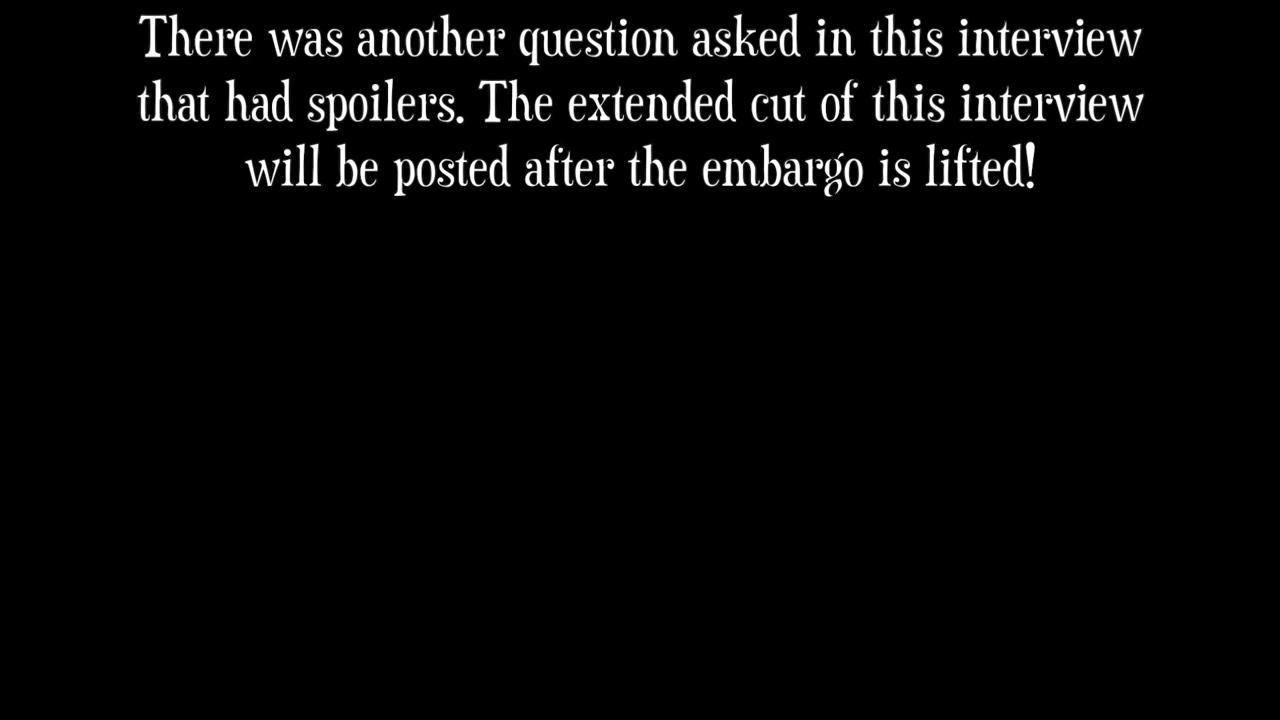 There was another question asked in this interview
that had spoilers. The extended cut of this interview
will be posted after the embargo is lifted!